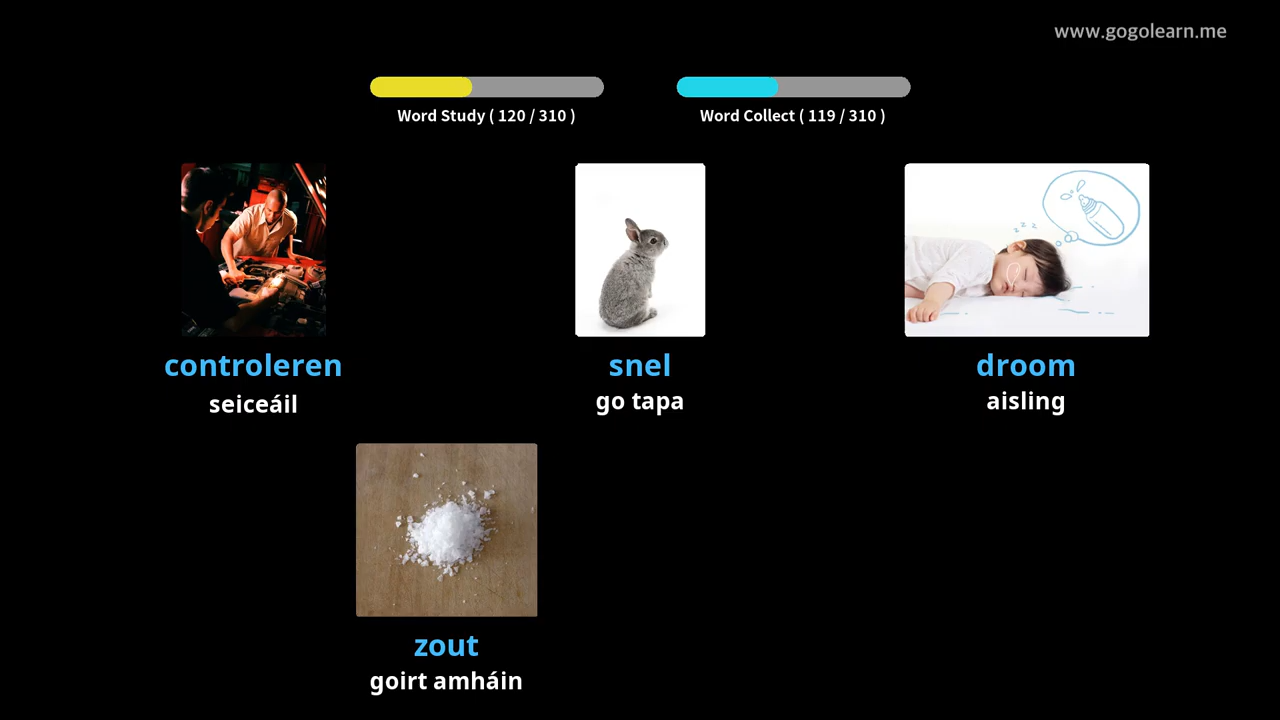 www.gogolearn.me
Word Study ( 120 / 310 )
Word Collect ( 119 / 310 )
controleren
seiceáil
snel
go tapa
droom
aisling
zout
goirt amháin